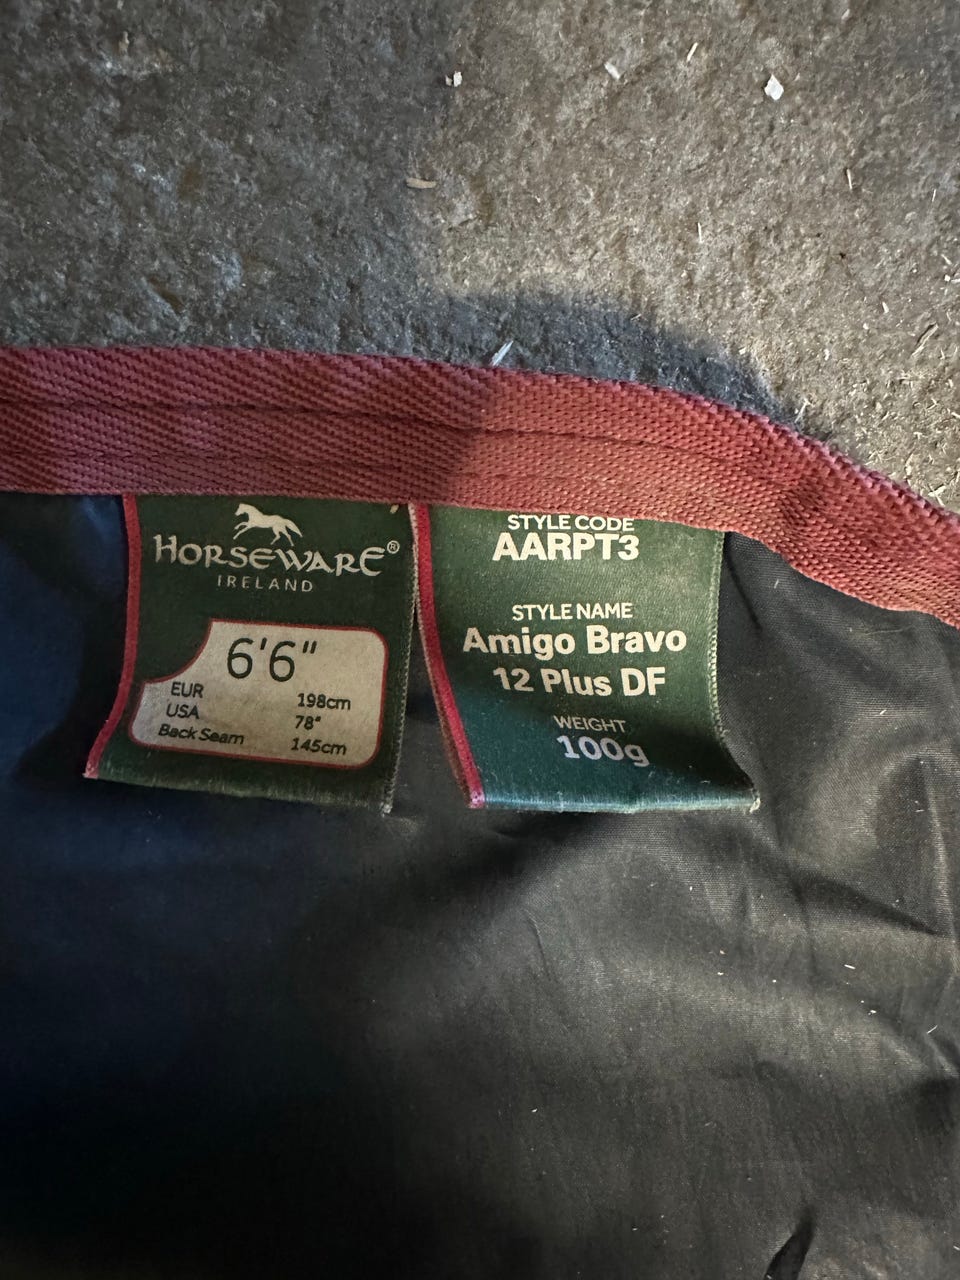 HORSEWARE®
IRELAND
6'6"
EUR 198cm
USA 78"
Back Seam 145cm
STYLE CODE
AARPT3
STYLE NAME
Amigo Bravo
12 Plus DF
WEIGHT
100g